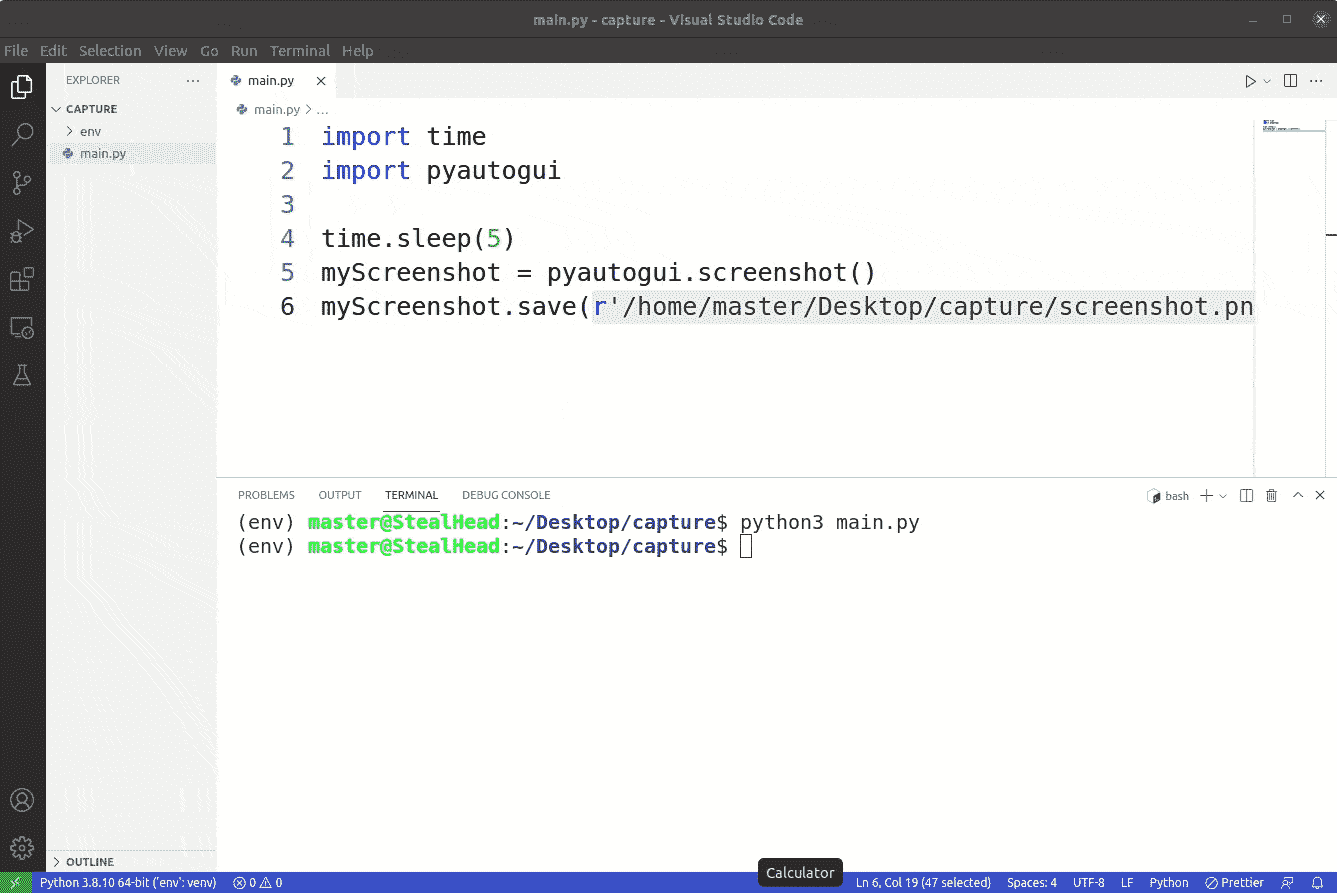 main.py - capture - Visual Studio Code
File Edit Selection View Go Run Terminal Help
EXPLORER
CAPTURE
env
main.py
OUTLINE
main.py
main.py > ...
1 import time
2 import pyautogui
3
4 time.sleep(5)
5 myScreenshot = pyautogui.screenshot()
6 myScreenshot.save(r'/home/master/Desktop/capture/screenshot.pn
PROBLEMS OUTPUT TERMINAL DEBUG CONSOLE
bash
(env) master@StealHead:~/Desktop/capture$ python3 main.py
(env) master@StealHead:~/Desktop/capture$
Calculator
Python 3.8.10 64-bit ('env': venv) 0 0 Ln 6, Col 19 (47 selected) Spaces: 4 UTF-8 LF Python Prettier